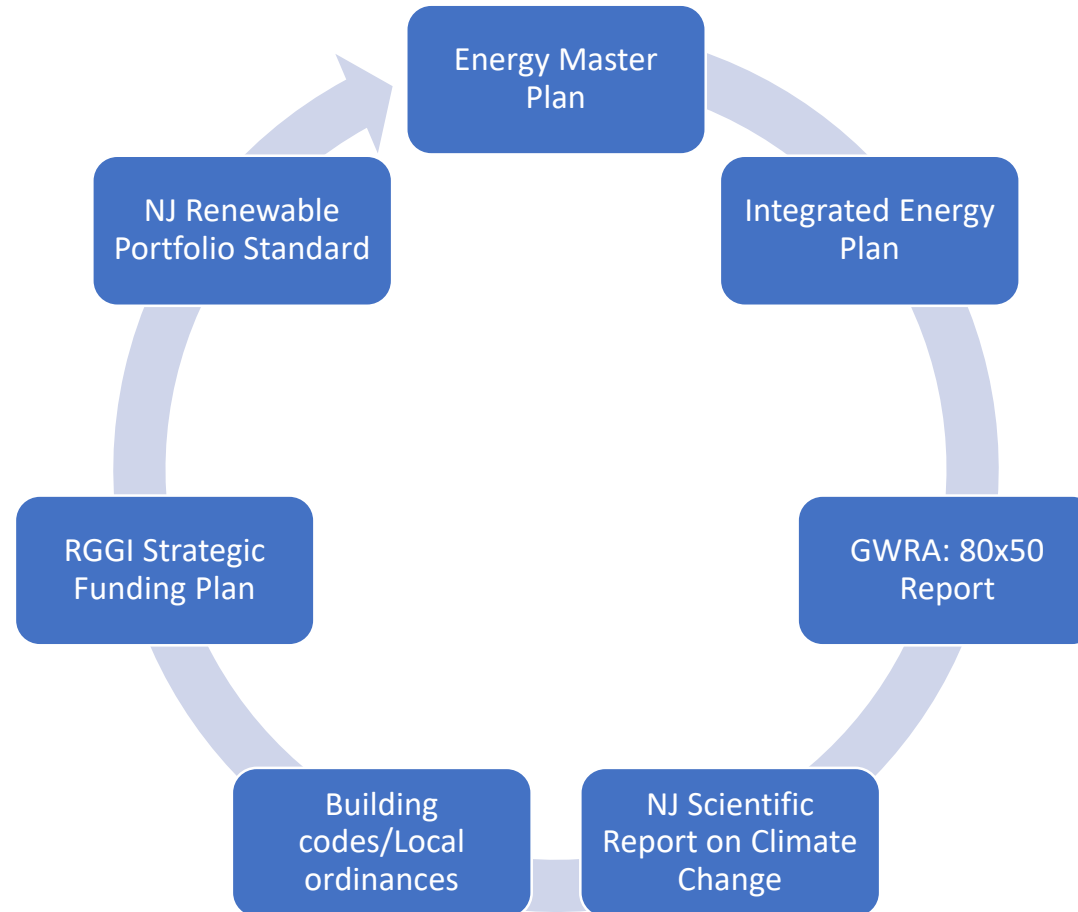 Energy Master
Plan
Integrated Energy
Plan
GWRA: 80x50
Report
NJ Scientific
Report on Climate
Change
Building
codes/Local
ordinances
RGGI Strategic
Funding Plan
NJ Renewable
Portfolio Standard